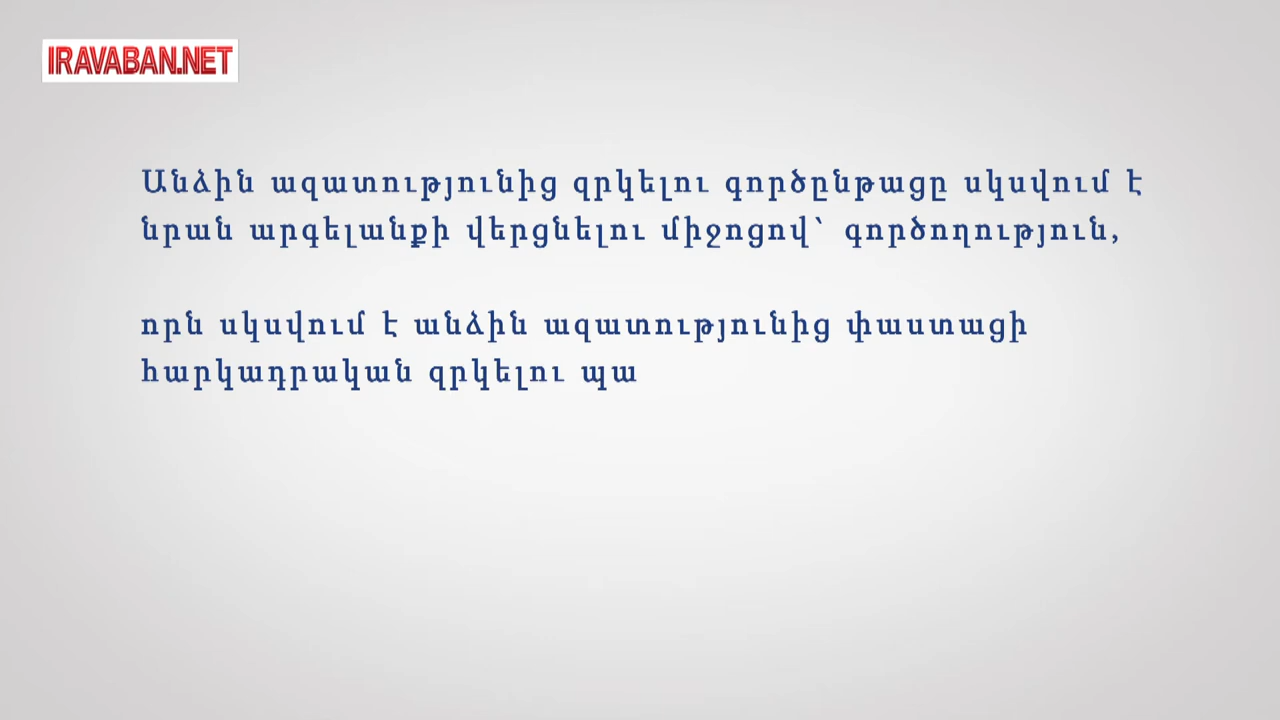 IRAVABAN.NET
Անձին ազատությունից զրկելու գործընթացը սկսվում է
նրան արգելանքի վերցնելու միջոցով՝ գործողություն,
որն սկսվում է անձին ազատությունից փաստացի
հարկադրական զրկելու պա